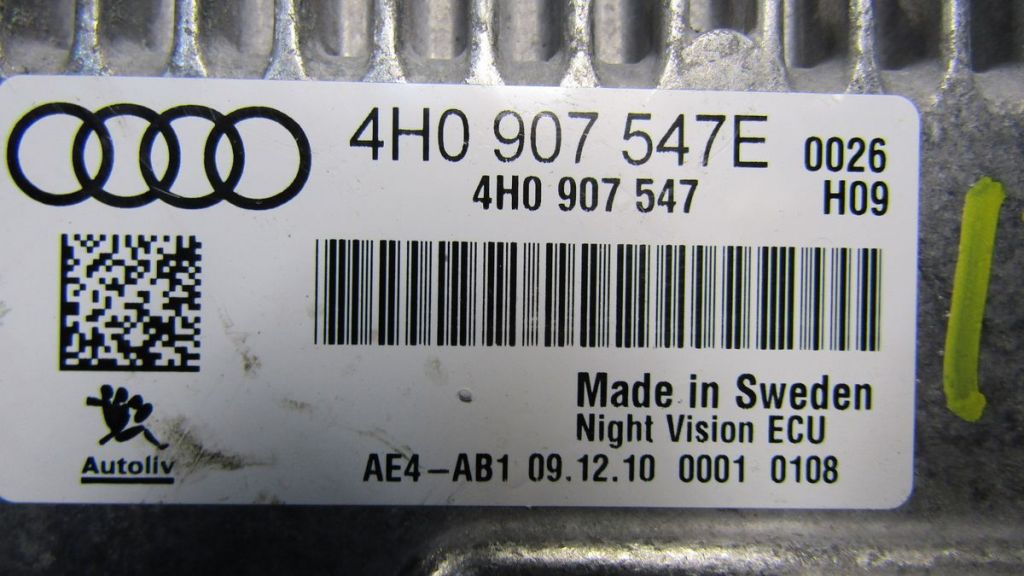 4H0 907 547E 0026
4H0 907 547 H09
Made in Sweden
Night Vision ECU
Autoliv
AE4-AB1 09.12.10 0001 0108